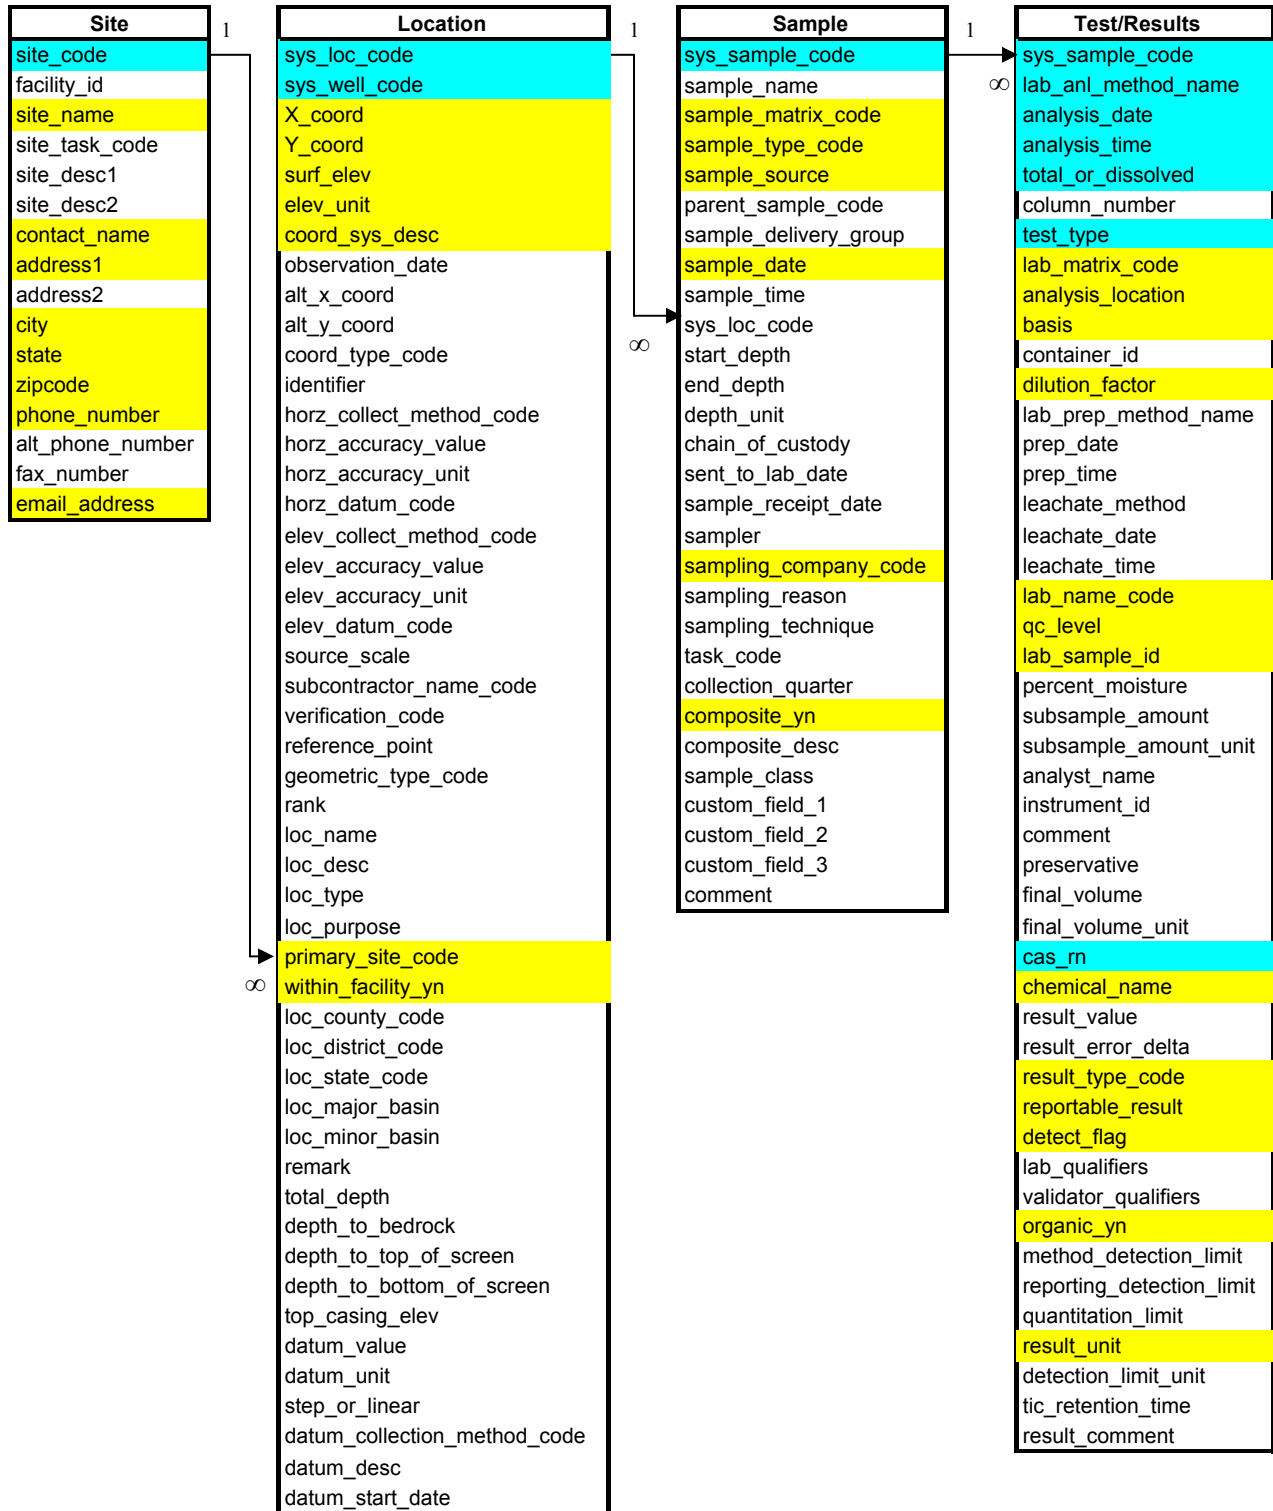 Site
site_code
facility_id
site_name
site_task_code
site_desc1
site_desc2
contact_name
address1
address2
city
state
zipcode
phone_number
alt_phone_number
fax_number
email_address
1
∞
Location
sys_loc_code
sys_well_code
X_coord
Y_coord
surf_elev
elev_unit
coord_sys_desc
observation_date
alt_x_coord
alt_y_coord
coord_type_code
identifier
horz_collect_method_code
horz_accuracy_value
horz_accuracy_unit
horz_datum_code
elev_collect_method_code
elev_accuracy_value
elev_accuracy_unit
elev_datum_code
source_scale
subcontractor_name_code
verification_code
reference_point
geometric_type_code
rank
loc_name
loc_desc
loc_type
loc_purpose
primary_site_code
within_facility_yn
loc_county_code
loc_district_code
loc_state_code
loc_major_basin
loc_minor_basin
remark
total_depth
depth_to_bedrock
depth_to_top_of_screen
depth_to_bottom_of_screen
top_casing_elev
datum_value
datum_unit
step_or_linear
datum_collection_method_code
datum_desc
datum_start_date
1
∞
Sample
sys_sample_code
sample_name
sample_matrix_code
sample_type_code
sample_source
parent_sample_code
sample_delivery_group
sample_date
sample_time
sys_loc_code
start_depth
end_depth
depth_unit
chain_of_custody
sent_to_lab_date
sample_receipt_date
sampler
sampling_company_code
sampling_reason
sampling_technique
task_code
collection_quarter
composite_yn
composite_desc
sample_class
custom_field_1
custom_field_2
custom_field_3
comment
1
∞
Test/Results
sys_sample_code
lab_anl_method_name
analysis_date
analysis_time
total_or_dissolved
column_number
test_type
lab_matrix_code
analysis_location
basis
container_id
dilution_factor
lab_prep_method_name
prep_date
prep_time
leachate_method
leachate_date
leachate_time
lab_name_code
qc_level
lab_sample_id
percent_moisture
subsample_amount
subsample_amount_unit
analyst_name
instrument_id
comment
preservative
final_volume
final_volume_unit
cas_rn
chemical_name
result_value
result_error_delta
result_type_code
reportable_result
detect_flag
lab_qualifiers
validator_qualifiers
organic_yn
method_detection_limit
reporting_detection_limit
quantitation_limit
result_unit
detection_limit_unit
tic_retention_time
result_comment